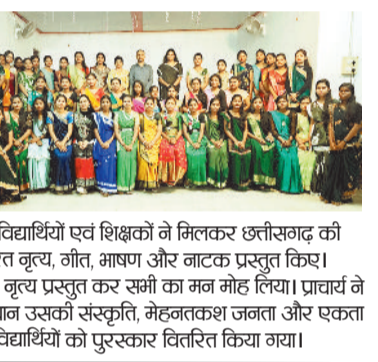 विद्यार्थियों एवं शिक्षकों ने मिलकर छत्तीसगढ़ की
नृत्य, गीत, भाषण और नाटक प्रस्तुत किए।
नृत्य प्रस्तुत कर सभी का मन मोह लिया। प्राचार्य ने
उसकी संस्कृति, मेहनतकश जनता और एकता
विद्यार्थियों को पुरस्कार वितरित किया गया।